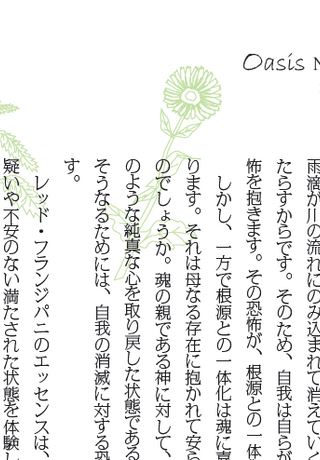 Oasis N
雨滴が川の流れにのみ込まれて消えていく
たらすからです。そのため、自我は自らが
怖を抱きます。その恐怖が、根源との一体
しかし、一方で根源との一体化は魂に喜
ります。それは母なる存在に抱かれて安ら
のでしょうか。魂の親である神に対して、
のような純真な心を取り戻した状態である
そうなるためには、自我の消滅に対する恐
す。
レッド・フランジパニのエッセンスは、
疑いや不安のない満たされた状態を体験し